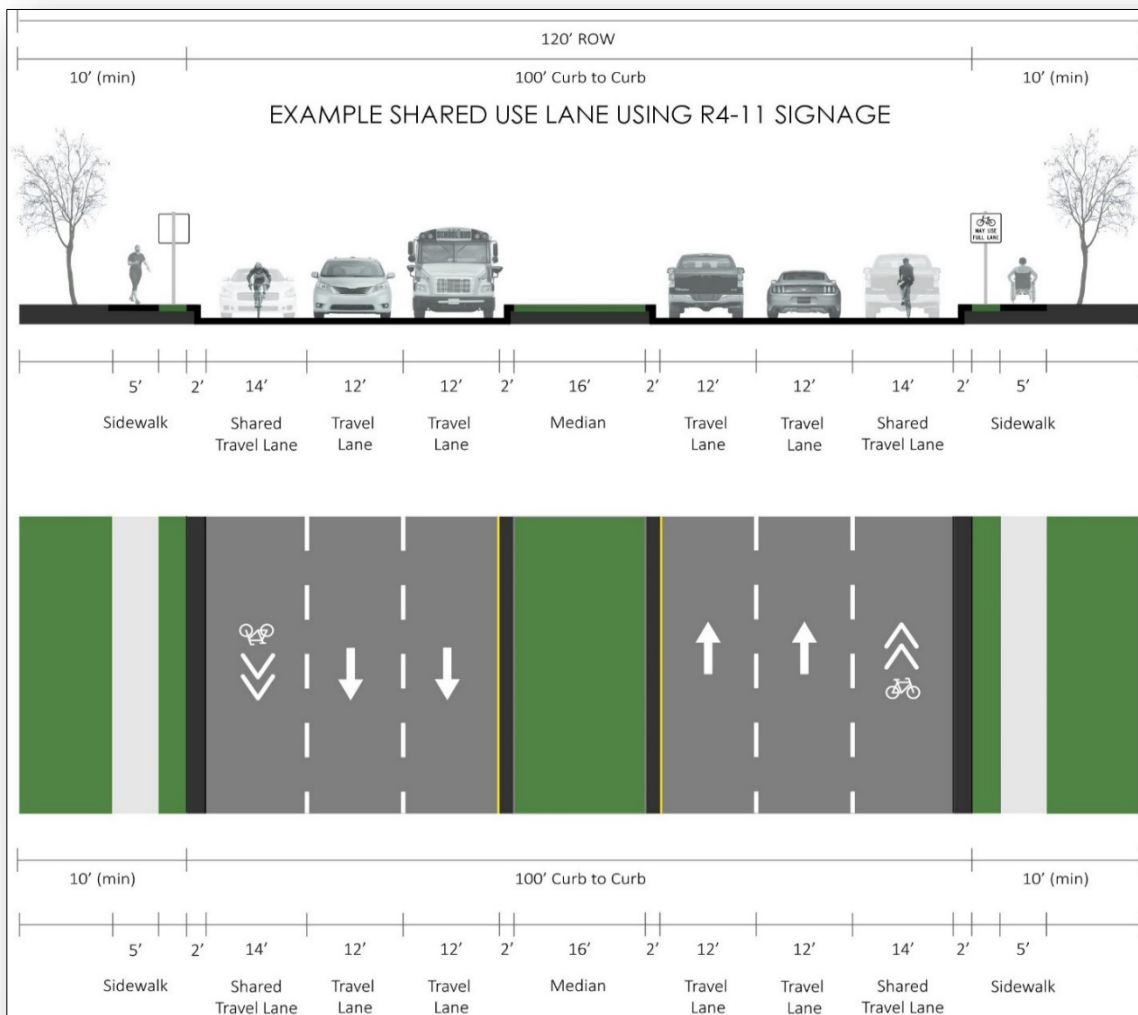 120' ROW
10' (min) 100' Curb to Curb 10' (min)
EXAMPLE SHARED USE LANE USING R4-11 SIGNAGE
SCHOOL BUS
MAY USE
FULL LANE
5' 2' 14' 12' 12' 2' 16' 2' 12' 12' 14' 2' 5'
Sidewalk Shared Travel Travel Median Travel Travel Shared Sidewalk
Travel Lane Lane Lane Lane Lane Travel Lane
10' (min) 100' Curb to Curb 10' (min)
5' 2' 14' 12' 12' 2' 16' 2' 12' 12' 14' 2' 5'
Sidewalk Shared Travel Travel Median Travel Travel Shared Sidewalk
Travel Lane Lane Lane Lane Lane Travel Lane